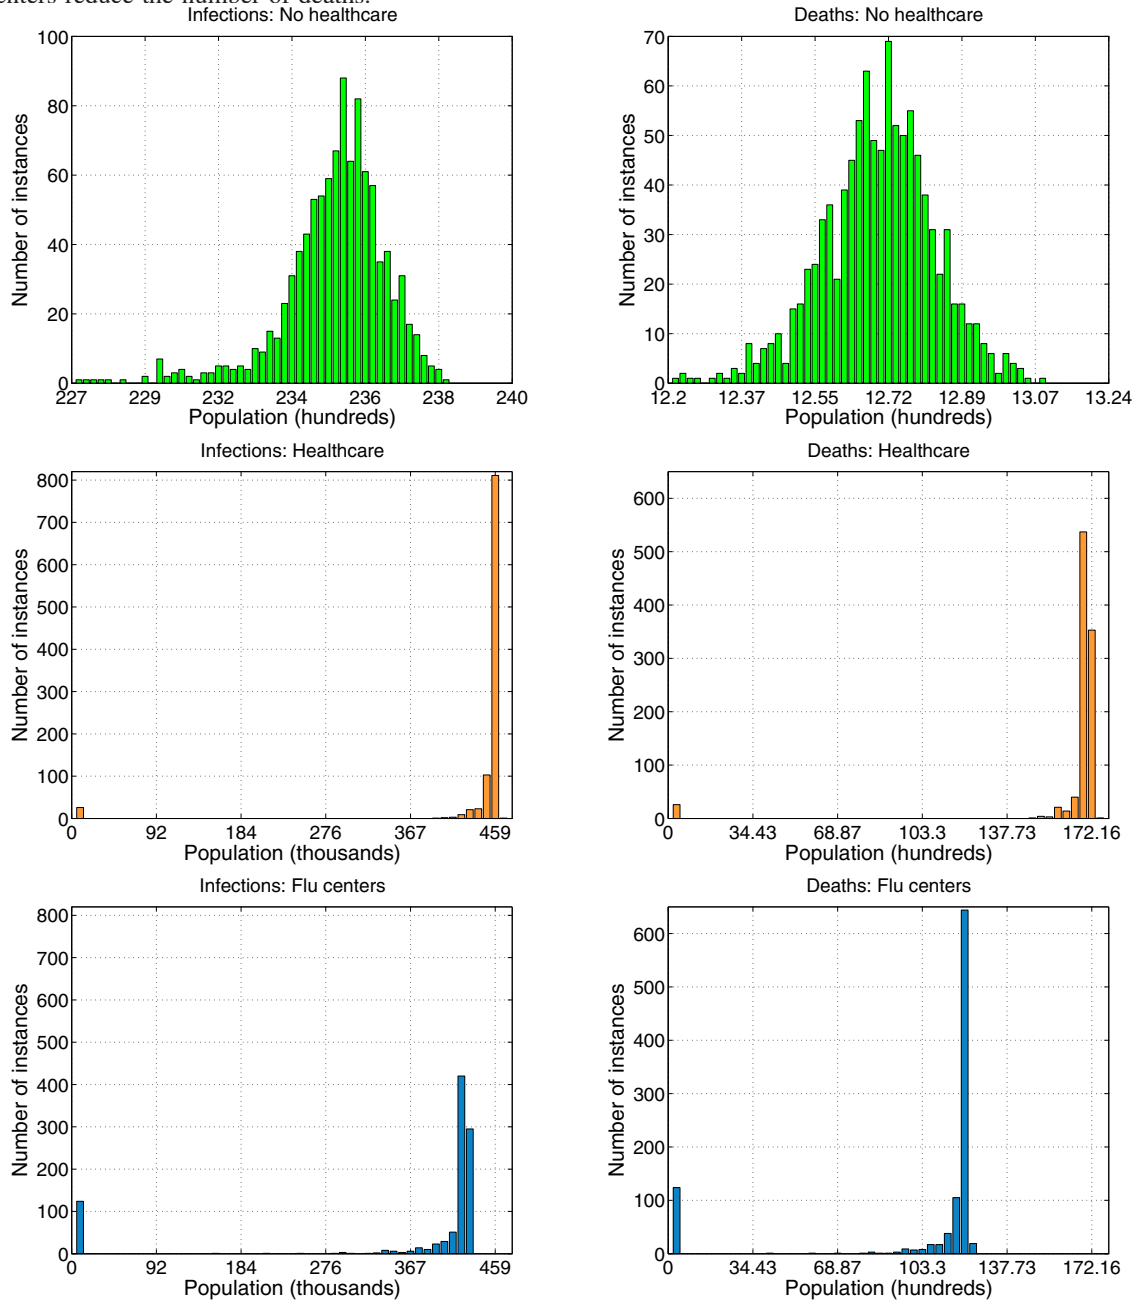 enters reduce the number of deaths.
Infections: No healthcare
100
80
60
40
20
0
Number of instances
227 229 232 234 236 238 240
Population (hundreds)
Deaths: No healthcare
70
60
50
40
30
20
10
0
Number of instances
12.2 12.37 12.55 12.72 12.89 13.07 13.24
Population (hundreds)
Infections: Healthcare
800
700
600
500
400
300
200
100
0
Number of instances
0 92 184 276 367 459
Population (thousands)
Deaths: Healthcare
600
500
400
300
200
100
0
Number of instances
0 34.43 68.87 103.3 137.73 172.16
Population (hundreds)
Infections: Flu centers
800
700
600
500
400
300
200
100
0
Number of instances
0 92 184 276 367 459
Population (thousands)
Deaths: Flu centers
600
500
400
300
200
100
0
Number of instances
0 34.43 68.87 103.3 137.73 172.16
Population (hundreds)